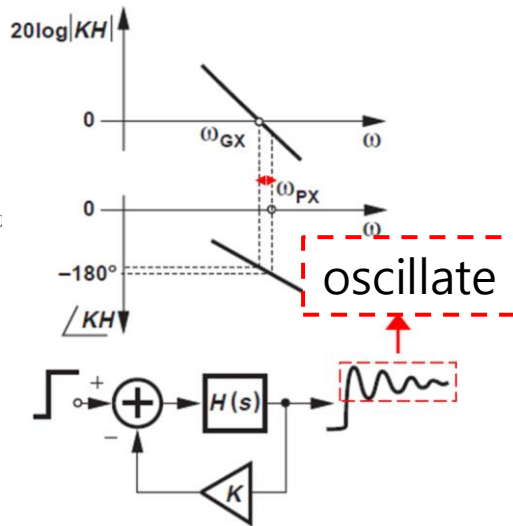 20log|KH|
0
ω_GX
ω
ω_PX
0
ω
−180°
∠KH
oscillate
+
+
−
H(s)
K